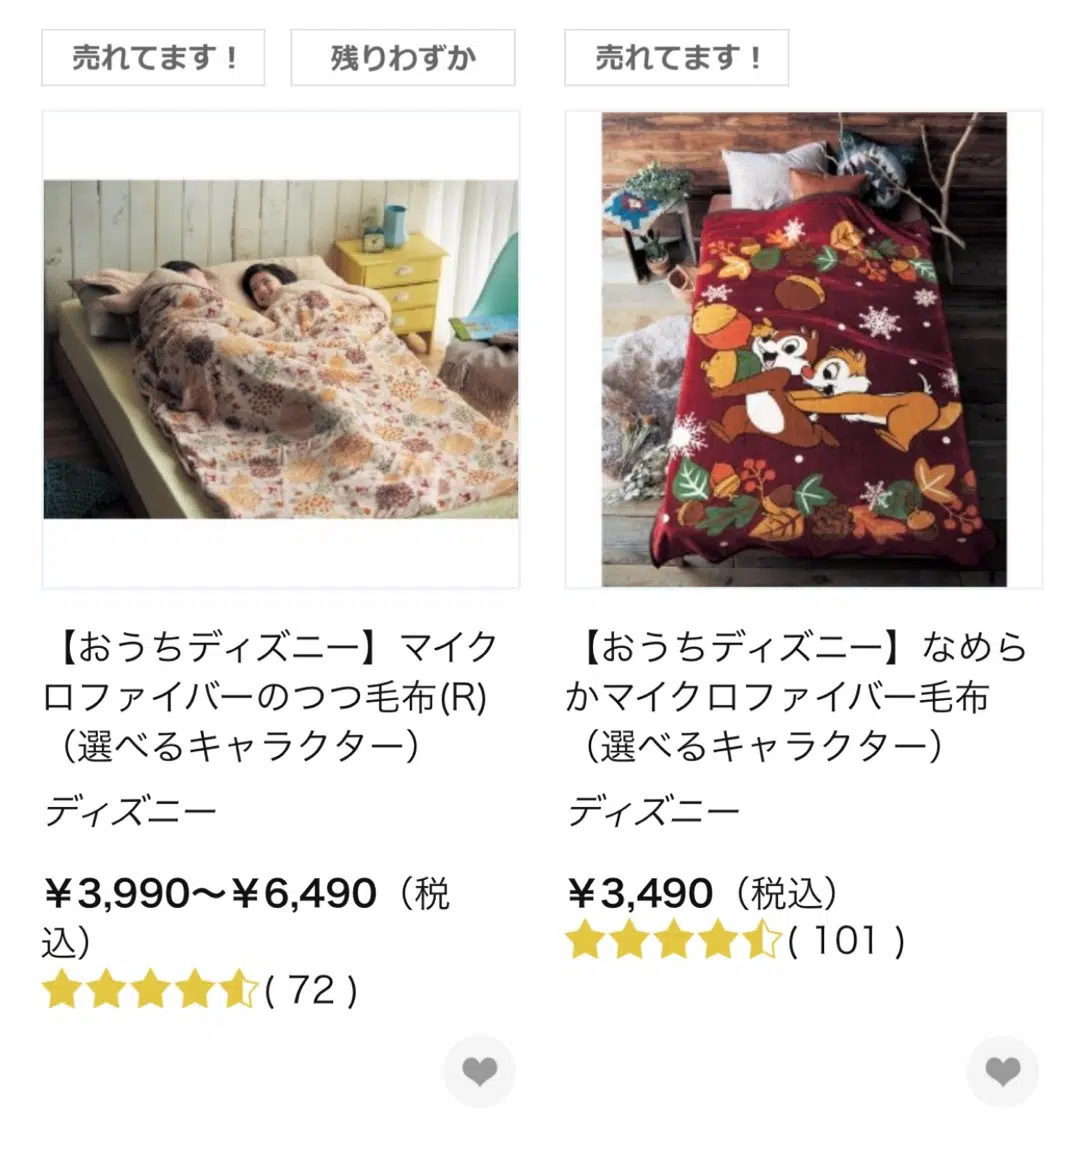 売れてます！
残りわずか
【おうちディズニー】マイク
ロファイバーのつつ毛布(R)
（選べるキャラクター）
ディズニー
￥3,990～￥6,490（税
込）
( 72 )
売れてます！
【おうちディズニー】なめら
かマイクロファイバー毛布
（選べるキャラクター）
ディズニー
￥3,490（税込）
( 101 )